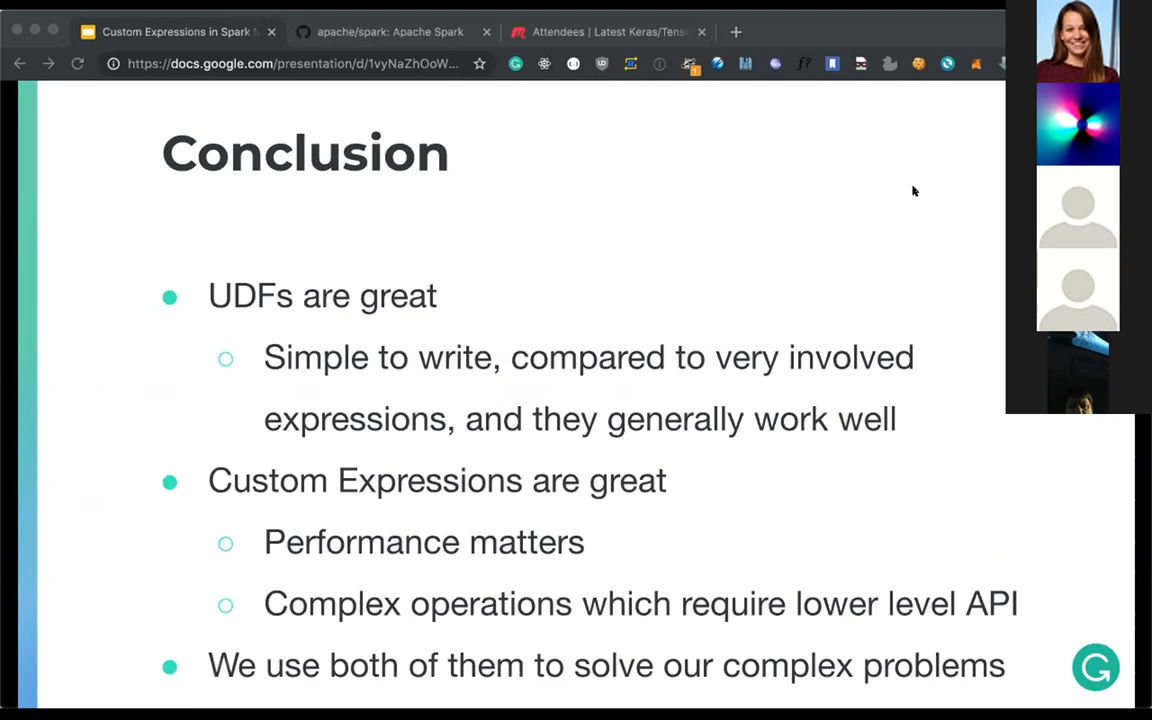 Custom Expressions in Spark
apache/spark: Apache Spark
Attendees | Latest Keras/Tens
https://docs.google.com/presentation/d/1vyNaZhOoW...
Conclusion
UDFs are great
Simple to write, compared to very involved
expressions, and they generally work well
Custom Expressions are great
Performance matters
Complex operations which require lower level API
We use both of them to solve our complex problems